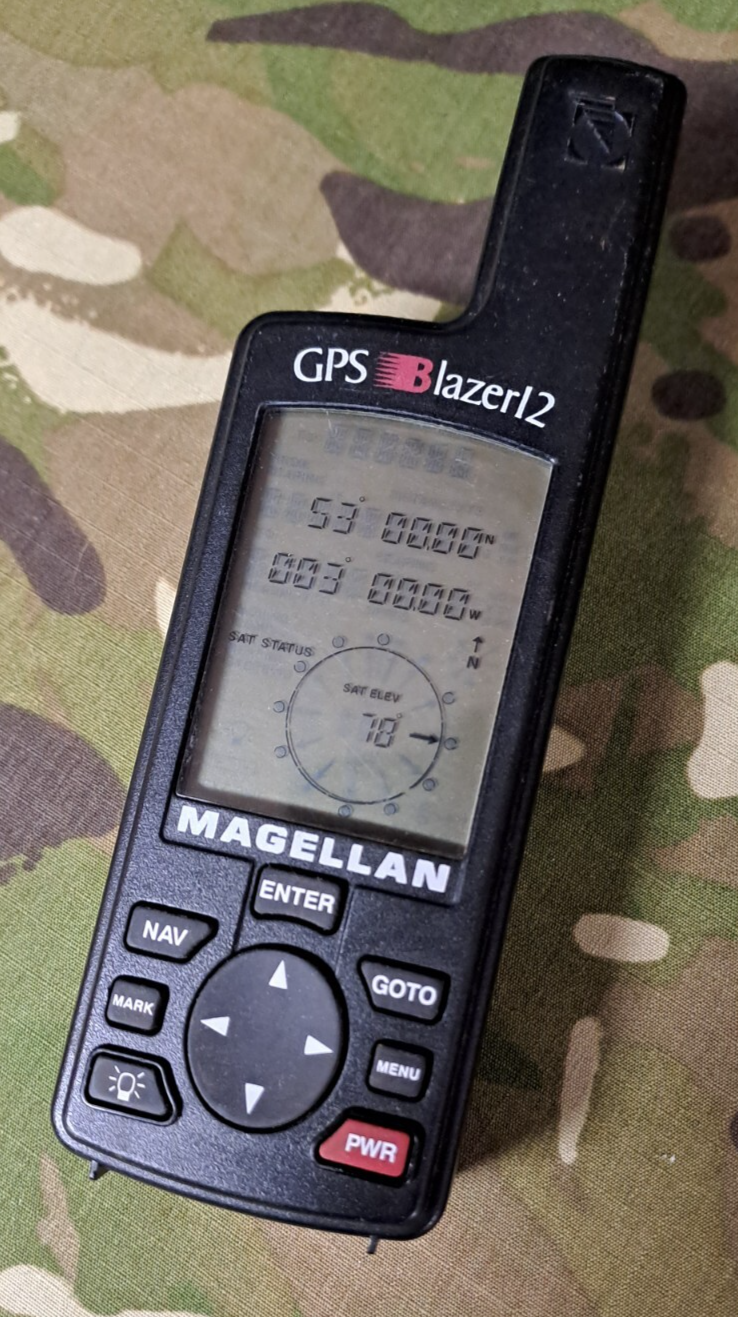 GPS Blazer12
53° 00.00 N
003° 00.00 W
SAT STATUS
↑
N
SAT ELEV
78°
MAGELLAN
ENTER
NAV
GOTO
MARK
MENU
PWR